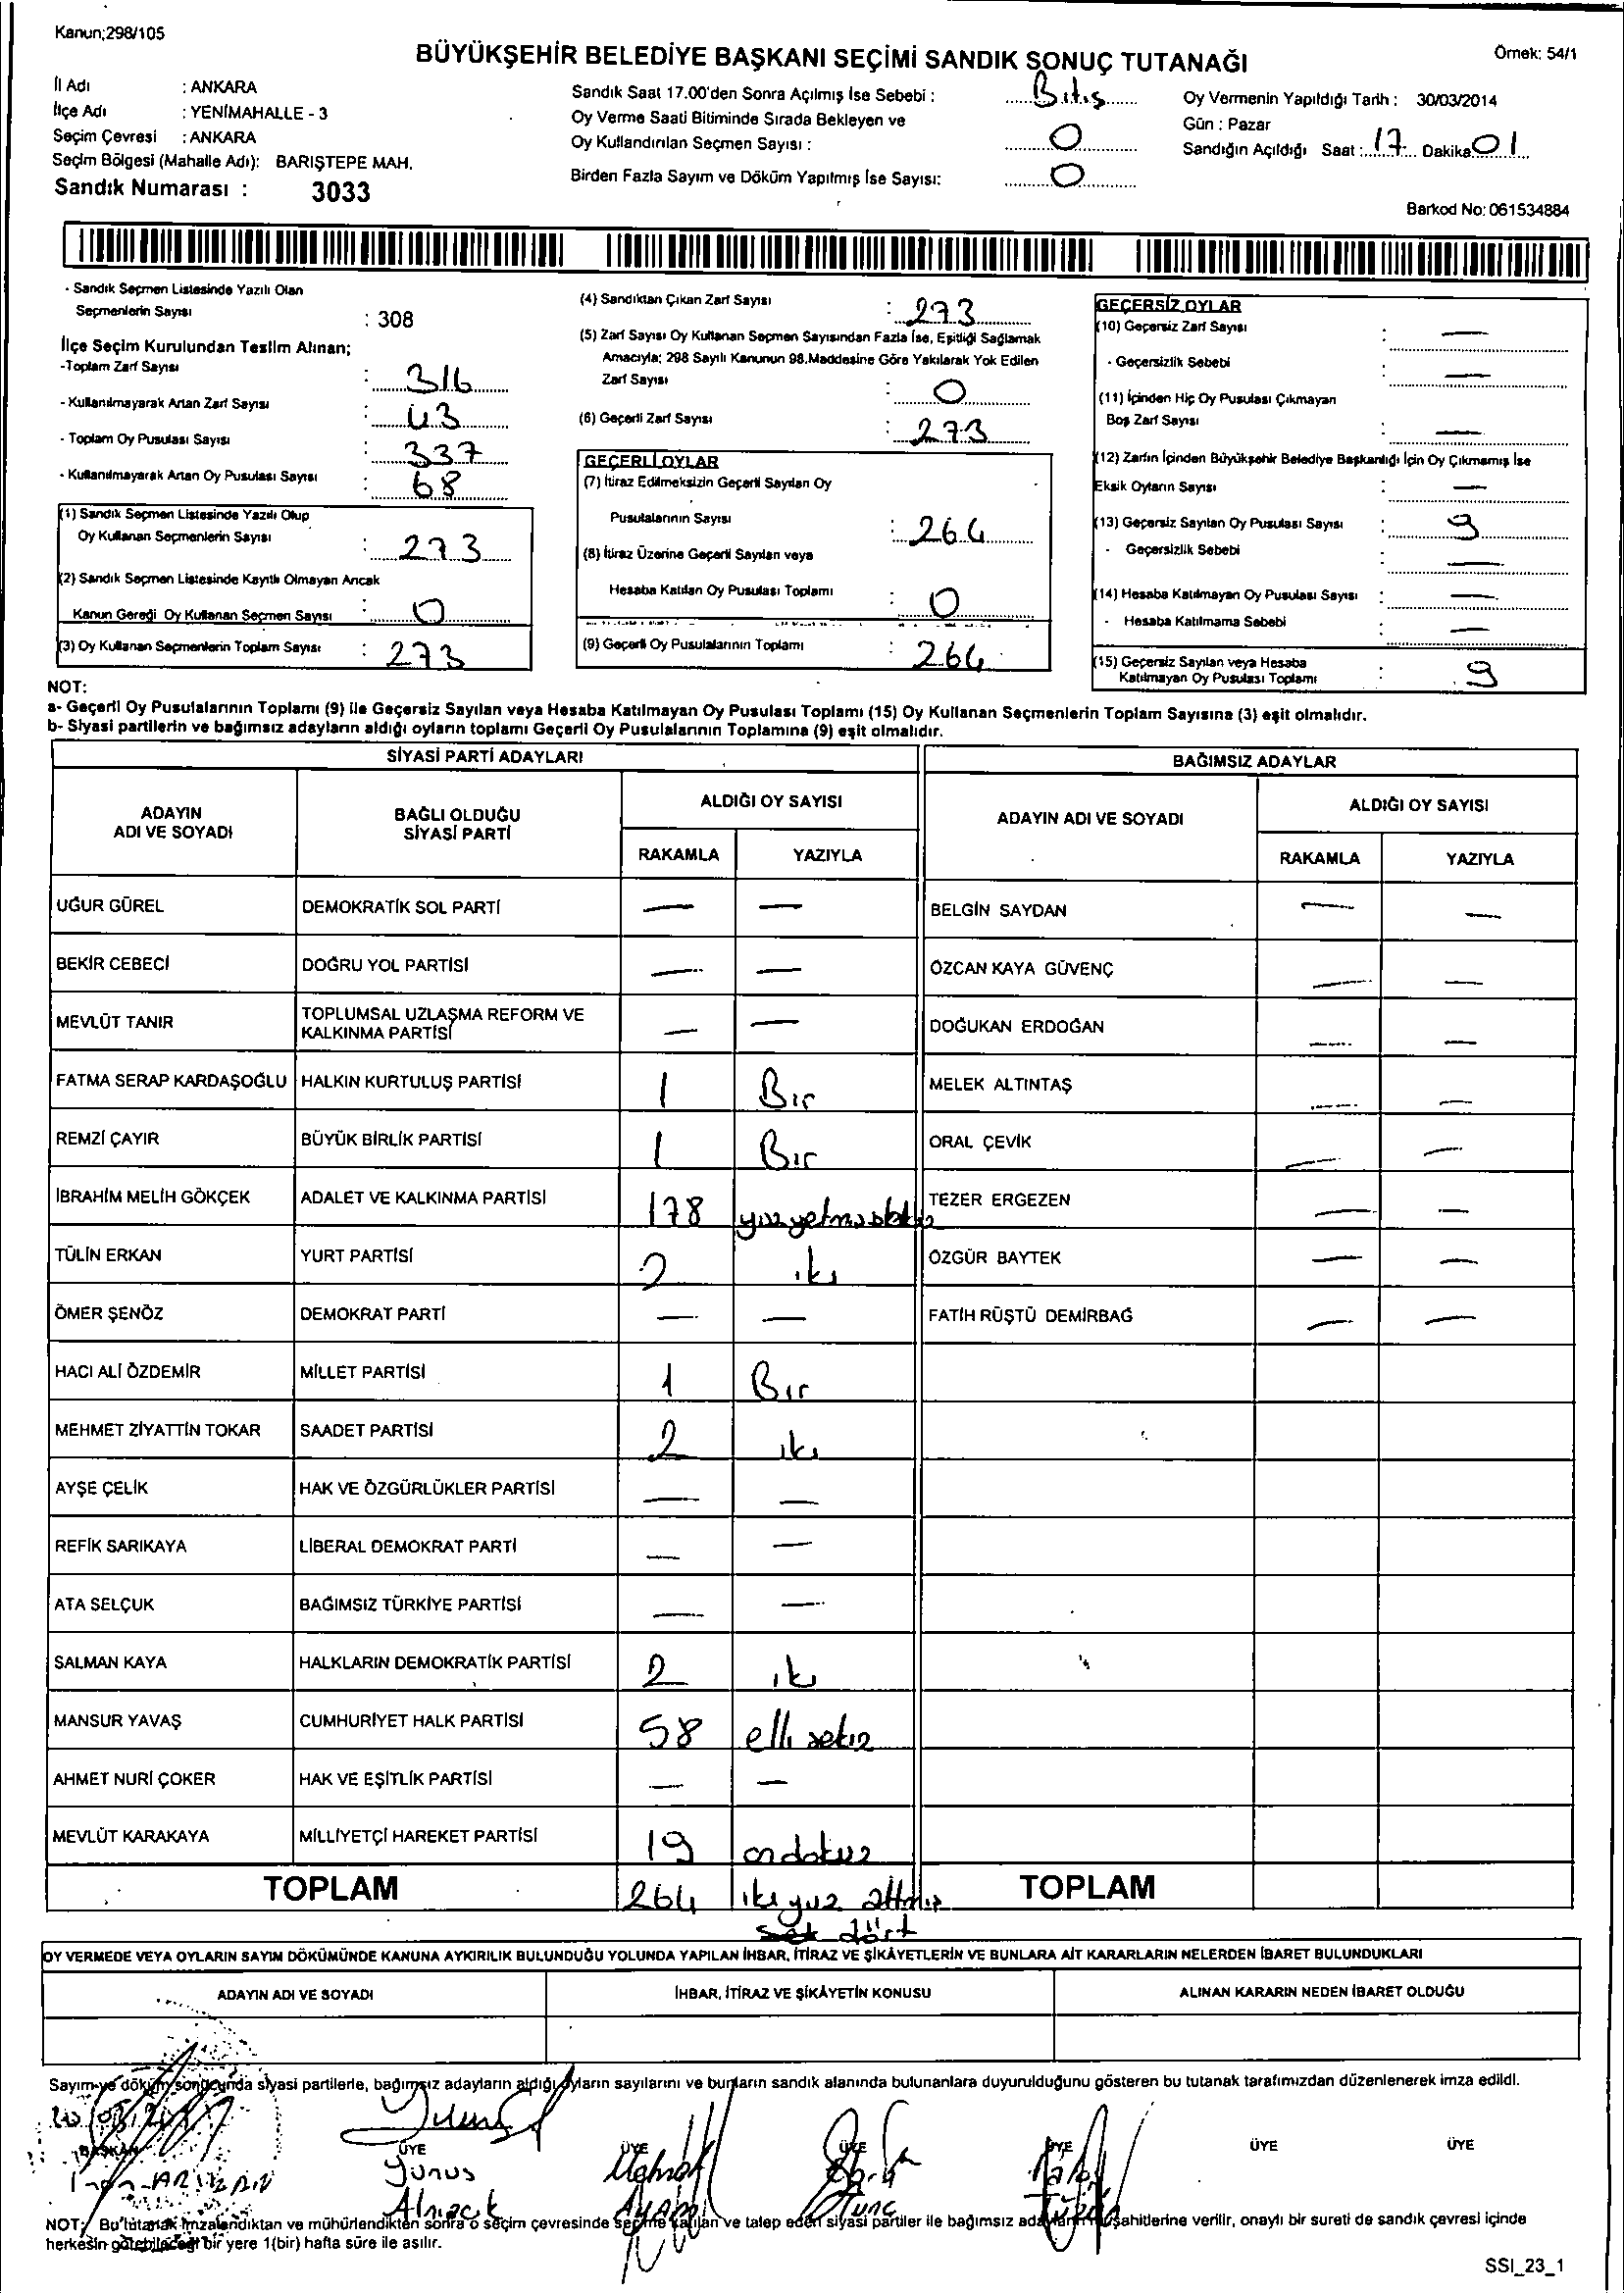 Kanun;298/105
BÜYÜKŞEHİR BELEDİYE BAŞKANI SEÇİMİ SANDIK SONUÇ TUTANAĞI
Örnek: 54/1
İl Adı : ANKARA
İlçe Adı : YENİMAHALLE - 3
Seçim Çevresi : ANKARA
Seçim Bölgesi (Mahalle Adı): BARIŞTEPE MAH.
Sandık Numarası : 3033
Sandık Saat 17.00'den Sonra Açılmış İse Sebebi : Bitiş
Oy Verme Saati Bitiminde Sırada Bekleyen ve
Oy Kullandırılan Seçmen Sayısı : 0
Birden Fazla Sayım ve Döküm Yapılmış İse Sayısı: 0
Oy Vermenin Yapıldığı Tarih : 30/03/2014
Gün : Pazar
Sandığın Açıldığı Saat : 17 Dakika 01
Barkod No: 061534884
- Sandık Seçmen Listesinde Yazılı Olan
Seçmenlerin Sayısı : 308
İlçe Seçim Kurulundan Teslim Alınan;
-Toplam Zarf Sayısı : 316
- Kullanılmayarak Artan Zarf Sayısı : 43
- Toplam Oy Pusulası Sayısı : 337
- Kullanılmayarak Artan Oy Pusulası Sayısı : 68
(1) Sandık Seçmen Listesinde Yazılı Olup
Oy Kullanan Seçmenlerin Sayısı : 273
(2) Sandık Seçmen Listesinde Kayıtlı Olmayan Ancak
Kanun Gereği Oy Kullanan Seçmen Sayısı : 0
(3) Oy Kullanan Seçmenlerin Toplam Sayısı : 273
(4) Sandıktan Çıkan Zarf Sayısı : 273
(5) Zarf Sayısı Oy Kullanan Seçmen Sayısından Fazla İse, Eşitliği Sağlamak
Amacıyla; 298 Sayılı Kanunun 98.Maddesine Göre Yakılarak Yok Edilen
Zarf Sayısı : 0
(6) Geçerli Zarf Sayısı : 273
GEÇERLİ OYLAR
(7) İtiraz Edilmeksizin Geçerli Sayılan Oy
Pusulalarının Sayısı : 264
(8) İtiraz Üzerine Geçerli Sayılan veya
Hesaba Katılan Oy Pusulası Toplamı : 0
(9) Geçerli Oy Pusulalarının Toplamı : 264
GEÇERSİZ OYLAR
(10) Geçersiz Zarf Sayısı : —
- Geçersizlik Sebebi : —
(11) İçinden Hiç Oy Pusulası Çıkmayan
Boş Zarf Sayısı : —
(12) Zarfın İçinden Büyükşehir Belediye Başkanlığı İçin Oy Çıkmamış İse
Eksik Oyların Sayısı : —
(13) Geçersiz Sayılan Oy Pusulası Sayısı : 9
- Geçersizlik Sebebi : —
(14) Hesaba Katılmayan Oy Pusulası Sayısı : —
- Hesaba Katılmama Sebebi : —
(15) Geçersiz Sayılan veya Hesaba
Katılmayan Oy Pusulası Toplamı : 9
NOT:
a- Geçerli Oy Pusulalarının Toplamı (9) ile Geçersiz Sayılan veya Hesaba Katılmayan Oy Pusulası Toplamı (15) Oy Kullanan Seçmenlerin Toplam Sayısına (3) eşit olmalıdır.
b- Siyasi partilerin ve bağımsız adayların aldığı oyların toplamı Geçerli Oy Pusulalarının Toplamına (9) eşit olmalıdır.
SİYASİ PARTİ ADAYLARI BAĞIMSIZ ADAYLAR
ADAYIN ADI VE SOYADI BAĞLI OLDUĞU SİYASİ PARTİ ALDIĞI OY SAYISI ADAYIN ADI VE SOYADI ALDIĞI OY SAYISI
RAKAMLA YAZIYLA RAKAMLA YAZIYLA
UĞUR GÜREL DEMOKRATİK SOL PARTİ — — BELGİN SAYDAN — —
BEKİR CEBECİ DOĞRU YOL PARTİSİ — — ÖZCAN KAYA GÜVENÇ — —
MEVLÜT TANIR TOPLUMSAL UZLAŞMA REFORM VE KALKINMA PARTİSİ — — DOĞUKAN ERDOĞAN — —
FATMA SERAP KARDAŞOĞLU HALKIN KURTULUŞ PARTİSİ 1 Bir MELEK ALTINTAŞ — —
REMZİ ÇAYIR BÜYÜK BİRLİK PARTİSİ 1 Bir ORAL ÇEVİK — —
İBRAHİM MELİH GÖKÇEK ADALET VE KALKINMA PARTİSİ 178 yüzyetmişsekiz TEZER ERGEZEN — —
TÜLİN ERKAN YURT PARTİSİ 2 iki ÖZGÜR BAYTEK — —
ÖMER ŞENÖZ DEMOKRAT PARTİ — — FATİH RÜŞTÜ DEMİRBAĞ — —
HACI ALİ ÖZDEMİR MİLLET PARTİSİ 1 Bir
MEHMET ZİYATTİN TOKAR SAADET PARTİSİ 2 iki
AYŞE ÇELİK HAK VE ÖZGÜRLÜKLER PARTİSİ — —
REFİK SARIKAYA LİBERAL DEMOKRAT PARTİ — —
ATA SELÇUK BAĞIMSIZ TÜRKİYE PARTİSİ — —
SALMAN KAYA HALKLARIN DEMOKRATİK PARTİSİ 2 iki
MANSUR YAVAŞ CUMHURİYET HALK PARTİSİ 58 elli sekiz
AHMET NURİ ÇOKER HAK VE EŞİTLİK PARTİSİ — —
MEVLÜT KARAKAYA MİLLİYETÇİ HAREKET PARTİSİ 19 ondokuz
TOPLAM 264 iki yüz altmış TOPLAM
dört
OY VERMEDE VEYA OYLARIN SAYIM DÖKÜMÜNDE KANUNA AYKIRILIK BULUNDUĞU YOLUNDA YAPILAN İHBAR, İTİRAZ VE ŞİKÂYETLERİN VE BUNLARA AİT KARARLARIN NELERDEN İBARET BULUNDUKLARI
ADAYIN ADI VE SOYADI İHBAR, İTİRAZ VE ŞİKÂYETİN KONUSU ALINAN KARARIN NEDEN İBARET OLDUĞU
Sayım ve döküm sonucunda siyasi partilerle, bağımsız adayların aldığı oyların sayılarını ve bunların sandık alanında bulunanlara duyurulduğunu gösteren bu tutanak tarafımızdan düzenlenerek imza edildi.
BAŞKAN ÜYE ÜYE ÜYE ÜYE ÜYE ÜYE
Yunus Mehmet
Alnıaçık Tunç
NOT: Bu tutanak imzalandıktan ve mühürlendikten sonra o seçim çevresinde seçime katılan ve talep eden siyasi partiler ile bağımsız adayların müşahitlerine verilir, onaylı bir sureti de sandık çevresi içinde
herkesin görebileceği bir yere 1(bir) hafta süre ile asılır.
SSI_23_1